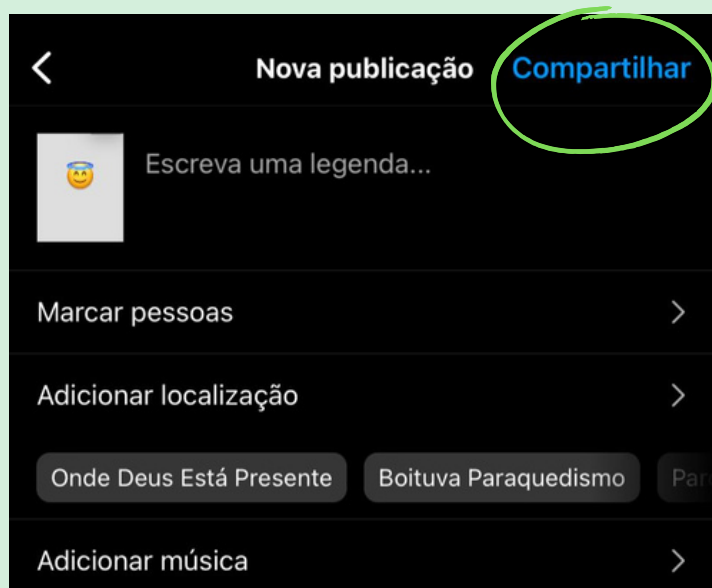 Nova publicação Compartilhar
Escreva uma legenda...
Marcar pessoas
Adicionar localização
Onde Deus Está Presente Boituva Paraquedismo
Adicionar música